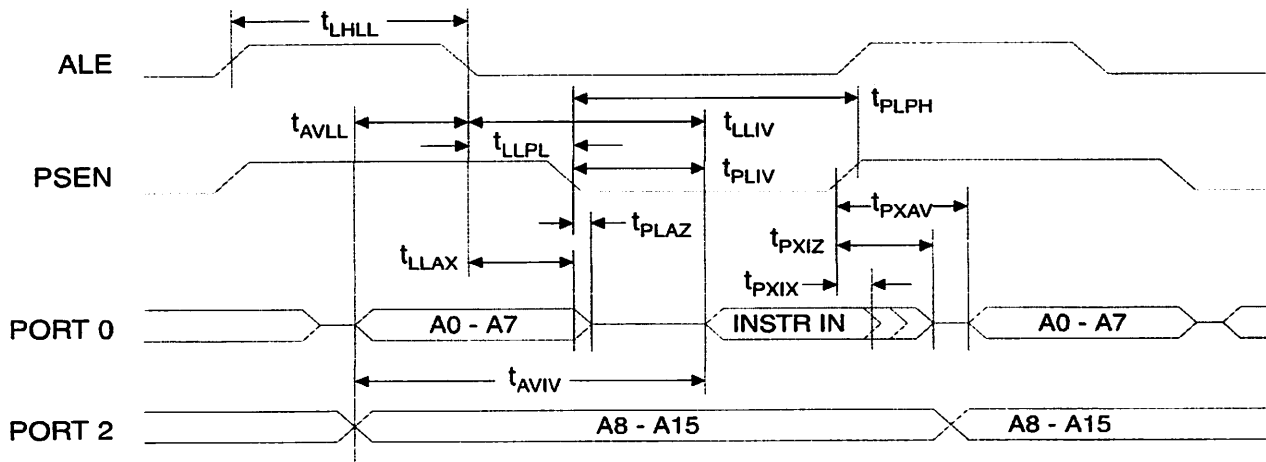 tLHLL
ALE
tPLPH
tAVLL
tLLIV
tLLPL
PSEN
tPLIV
tPXAV
tPLAZ
tPXIZ
tLLAX
tPXIX
PORT 0
A0 - A7
INSTR IN
A0 - A7
tAVIV
PORT 2
A8 - A15
A8 - A15